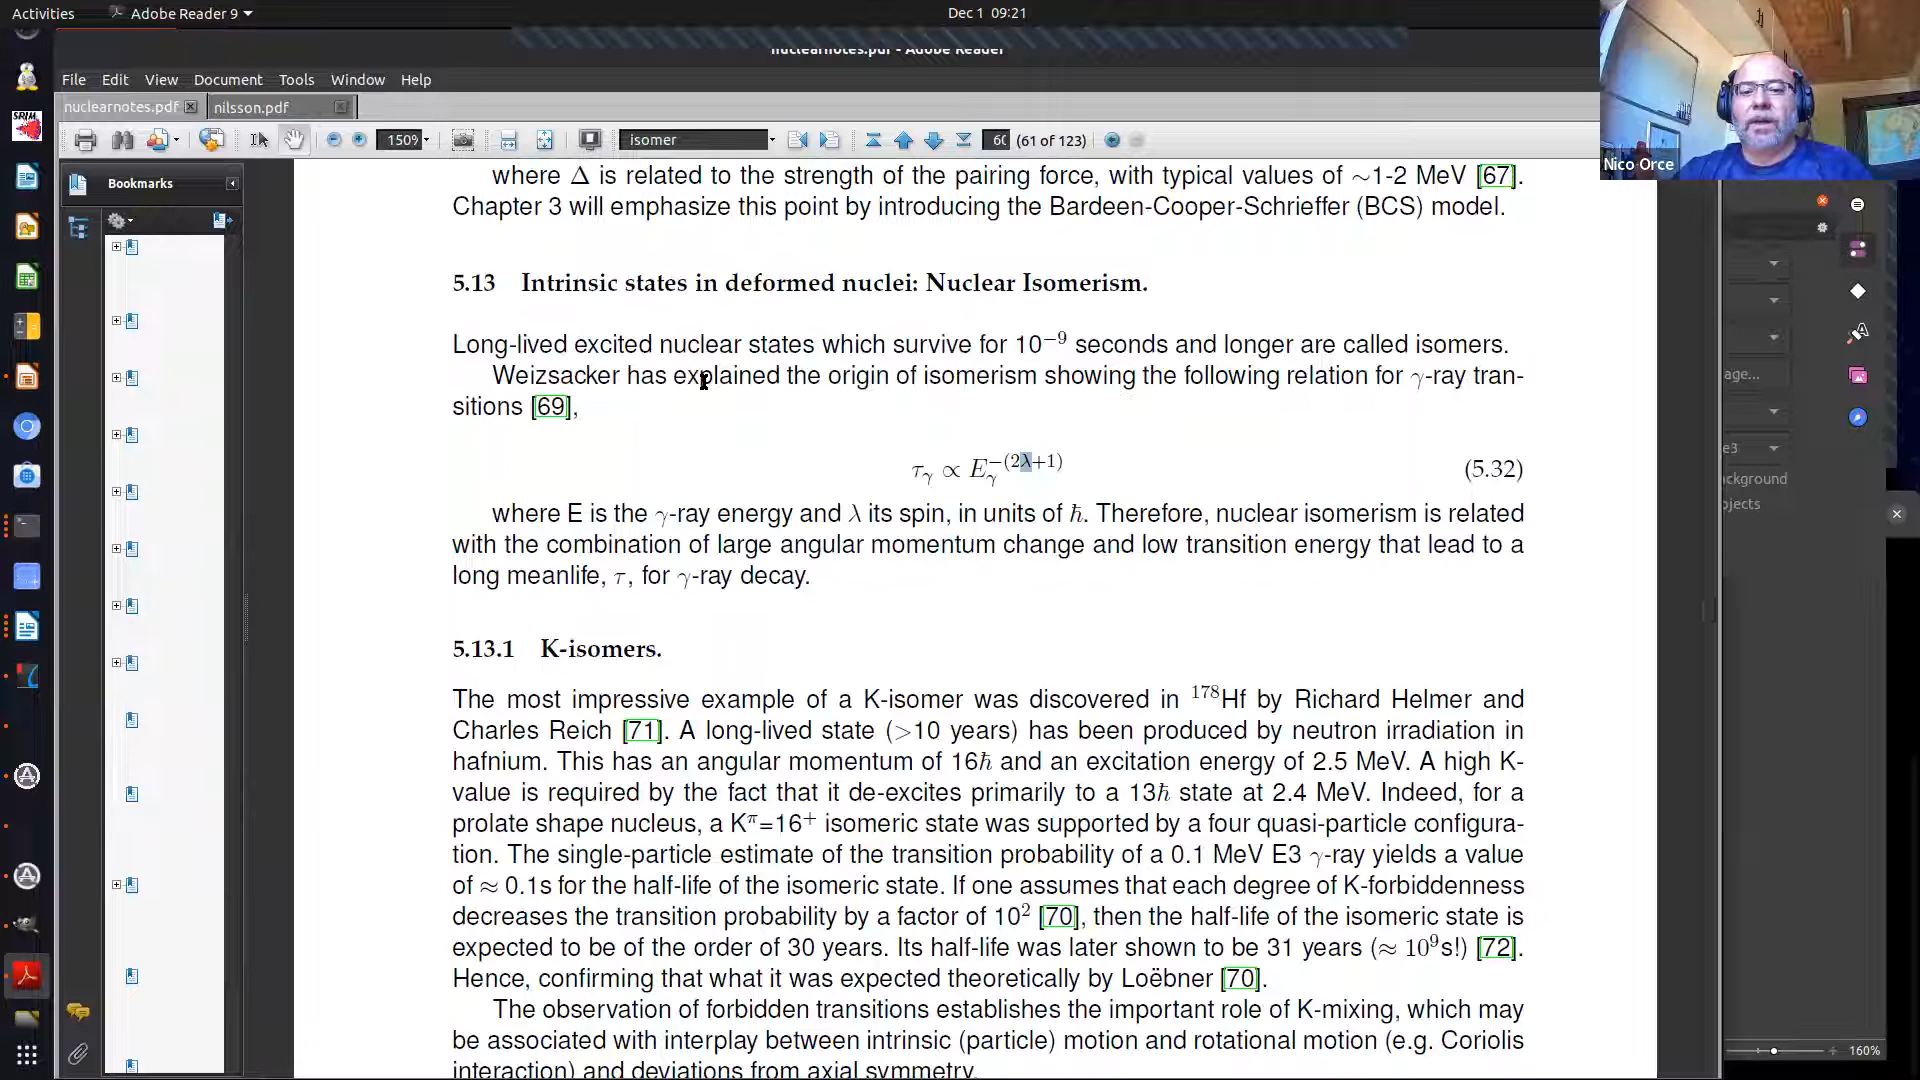 Activities
Adobe Reader 9
Dec 1 09:21
nuclearnotes.pdf - Adobe Reader
File Edit View Document Tools Window Help
nuclearnotes.pdf
nilsson.pdf
150%
isomer
60 (61 of 123)
Nico Orce
SRIM
Bookmarks
where Δ is related to the strength of the pairing force, with typical values of ∼1-2 MeV [67].
Chapter 3 will emphasize this point by introducing the Bardeen-Cooper-Schrieffer (BCS) model.
5.13 Intrinsic states in deformed nuclei: Nuclear Isomerism.
Long-lived excited nuclear states which survive for 10⁻⁹ seconds and longer are called isomers.
Weizsacker has explained the origin of isomerism showing the following relation for γ-ray tran-
sitions [69],
τ_γ ∝ E_γ^{-(2λ+1)} (5.32)
where E is the γ-ray energy and λ its spin, in units of ℏ. Therefore, nuclear isomerism is related
with the combination of large angular momentum change and low transition energy that lead to a
long meanlife, τ, for γ-ray decay.
5.13.1 K-isomers.
The most impressive example of a K-isomer was discovered in ¹⁷⁸Hf by Richard Helmer and
Charles Reich [71]. A long-lived state (>10 years) has been produced by neutron irradiation in
hafnium. This has an angular momentum of 16ℏ and an excitation energy of 2.5 MeV. A high K-
value is required by the fact that it de-excites primarily to a 13ℏ state at 2.4 MeV. Indeed, for a
prolate shape nucleus, a K^π=16⁺ isomeric state was supported by a four quasi-particle configura-
tion. The single-particle estimate of the transition probability of a 0.1 MeV E3 γ-ray yields a value
of ≈ 0.1s for the half-life of the isomeric state. If one assumes that each degree of K-forbiddenness
decreases the transition probability by a factor of 10² [70], then the half-life of the isomeric state is
expected to be of the order of 30 years. Its half-life was later shown to be 31 years (≈ 10⁹s!) [72].
Hence, confirming that what it was expected theoretically by Loëbner [70].
The observation of forbidden transitions establishes the important role of K-mixing, which may
be associated with interplay between intrinsic (particle) motion and rotational motion (e.g. Coriolis
interaction) and deviations from axial symmetry.
age...
e3
ackground
ojects
160%